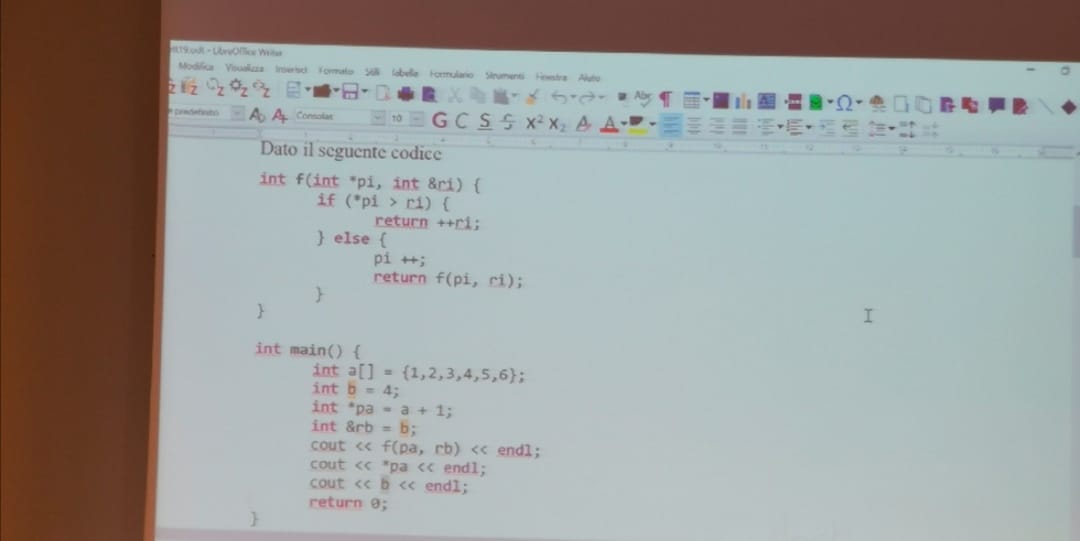 .odt - LibreOffice Writer
Modifica Visualizza Inserisci Formato Stili Tabella Formulario Strumenti Finestra Aiuto
predefinito Consolas 10 G C S S X² X₂ A A
Dato il seguente codice
int f(int *pi, int &ri) {
if (*pi > ri) {
return ++ri;
} else {
pi ++;
return f(pi, ri);
}
}
int main() {
int a[] = {1,2,3,4,5,6};
int b = 4;
int *pa = a + 1;
int &rb = b;
cout << f(pa, rb) << endl;
cout << *pa << endl;
cout << b << endl;
return 0;
}